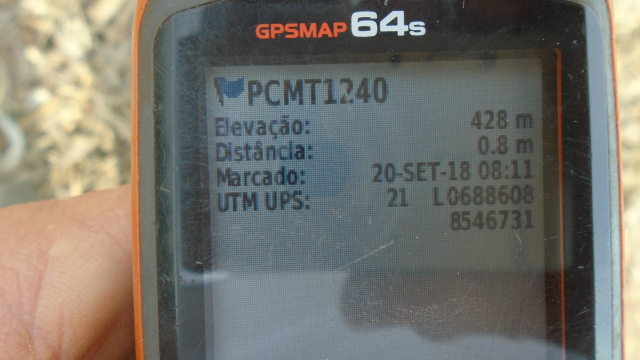 GPSMAP 64s
PCMT1240
Elevação: 428 m
Distância: 0.8 m
Marcado: 20-SET-18 08:11
UTM UPS: 21 L 0688608
8546731